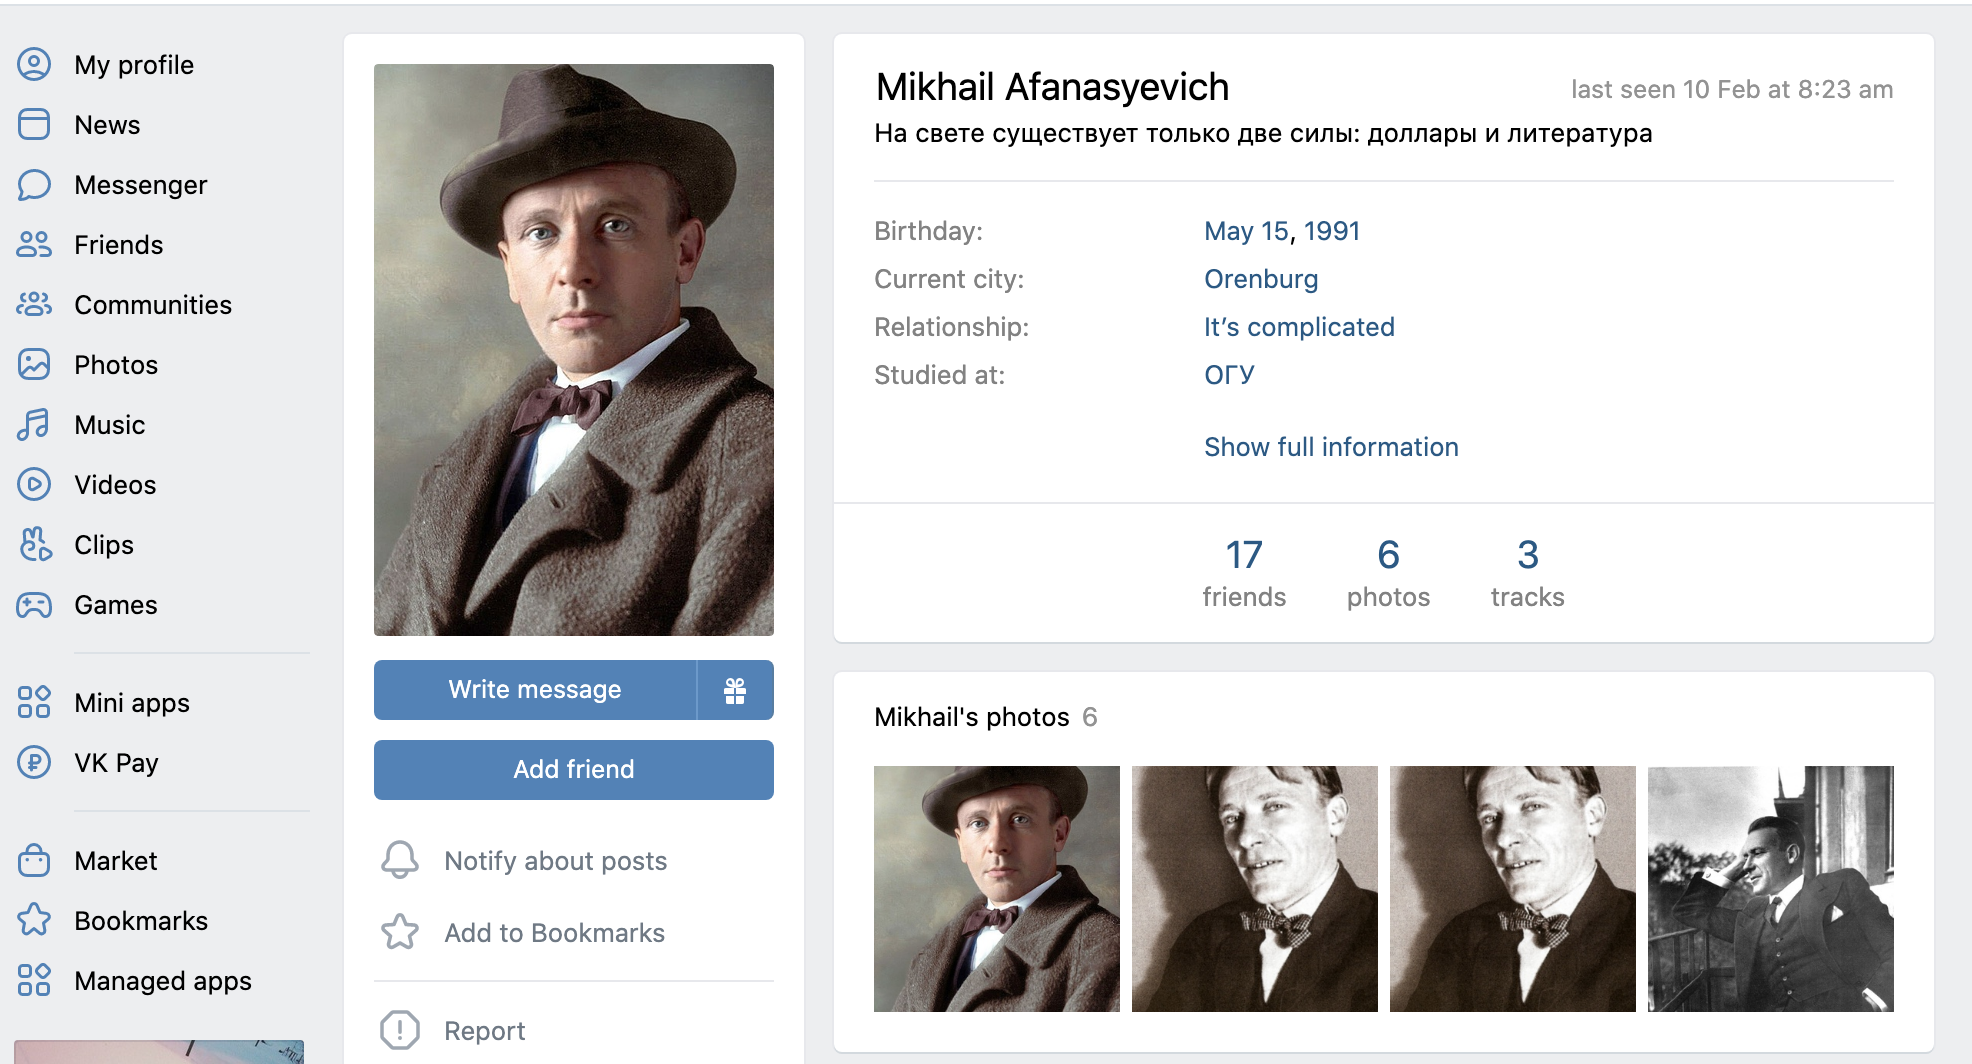 My profile
News
Messenger
Friends
Communities
Photos
Music
Videos
Clips
Games
Mini apps
VK Pay
Market
Bookmarks
Managed apps
Write message
Add friend
Notify about posts
Add to Bookmarks
Report
Mikhail Afanasyevich
last seen 10 Feb at 8:23 am
На свете существует только две силы: доллары и литература
Birthday: May 15, 1991
Current city: Orenburg
Relationship: It’s complicated
Studied at: ОГУ
Show full information
17 6 3
friends photos tracks
Mikhail's photos 6